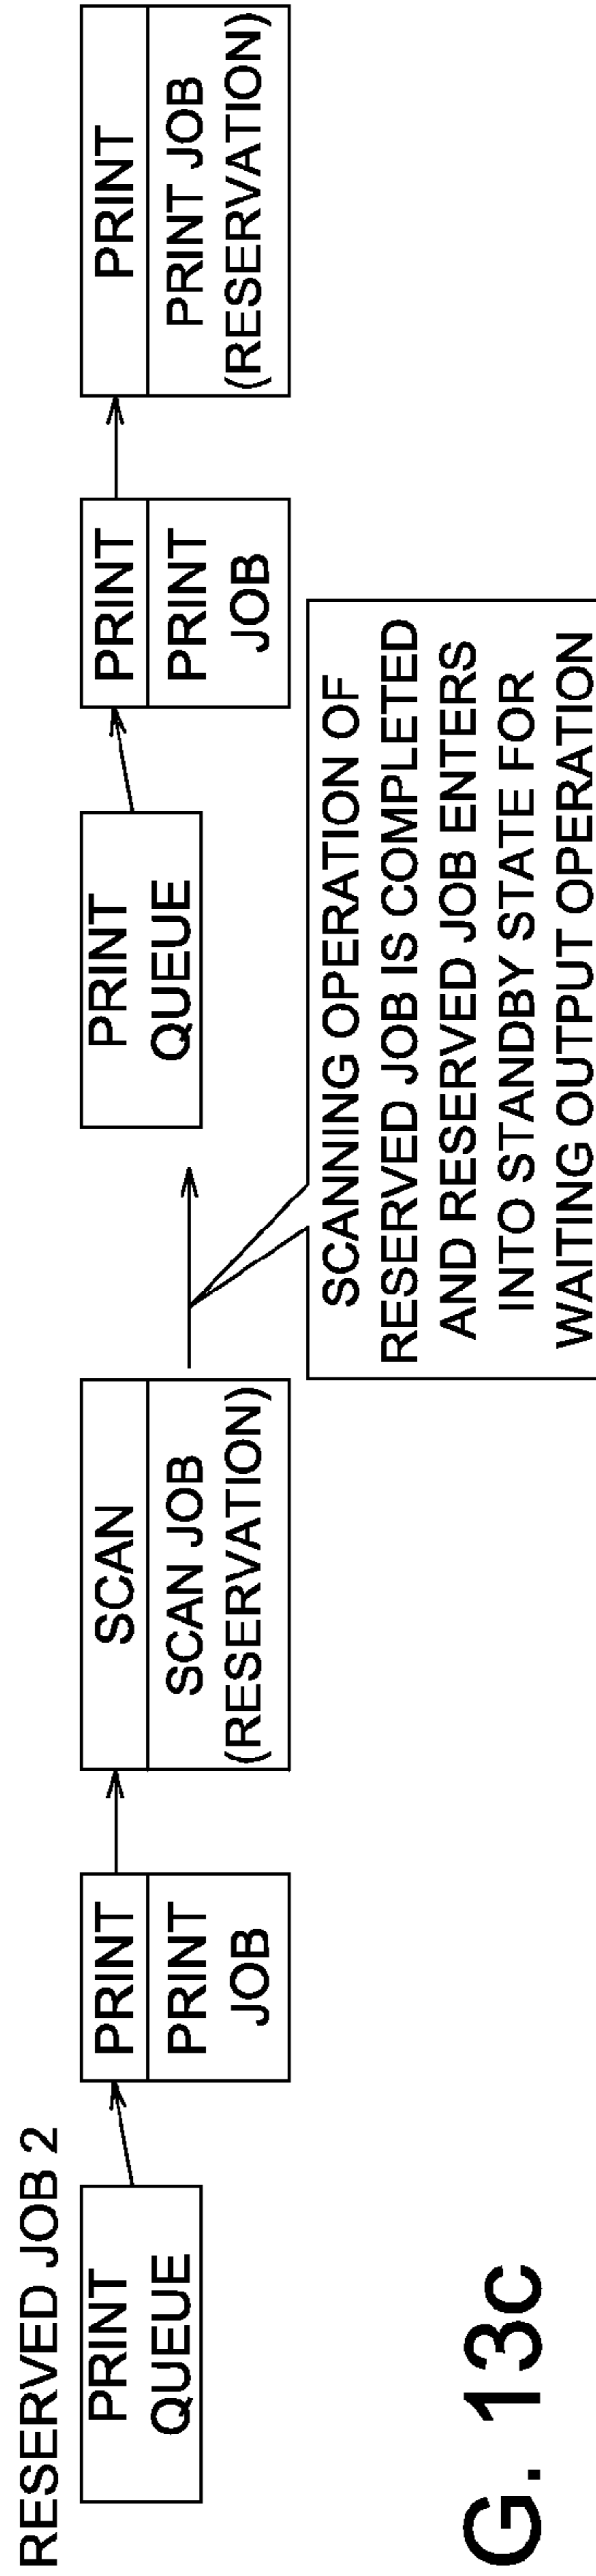 RESERVED JOB 2
PRINT
QUEUE
PRINT
PRINT
JOB
SCAN
SCAN JOB
(RESERVATION)
PRINT
QUEUE
PRINT
PRINT
JOB
PRINT
PRINT JOB
(RESERVATION)
SCANNING OPERATION OF
RESERVED JOB IS COMPLETED
AND RESERVED JOB ENTERS
INTO STANDBY STATE FOR
WAITING OUTPUT OPERATION
G. 13c